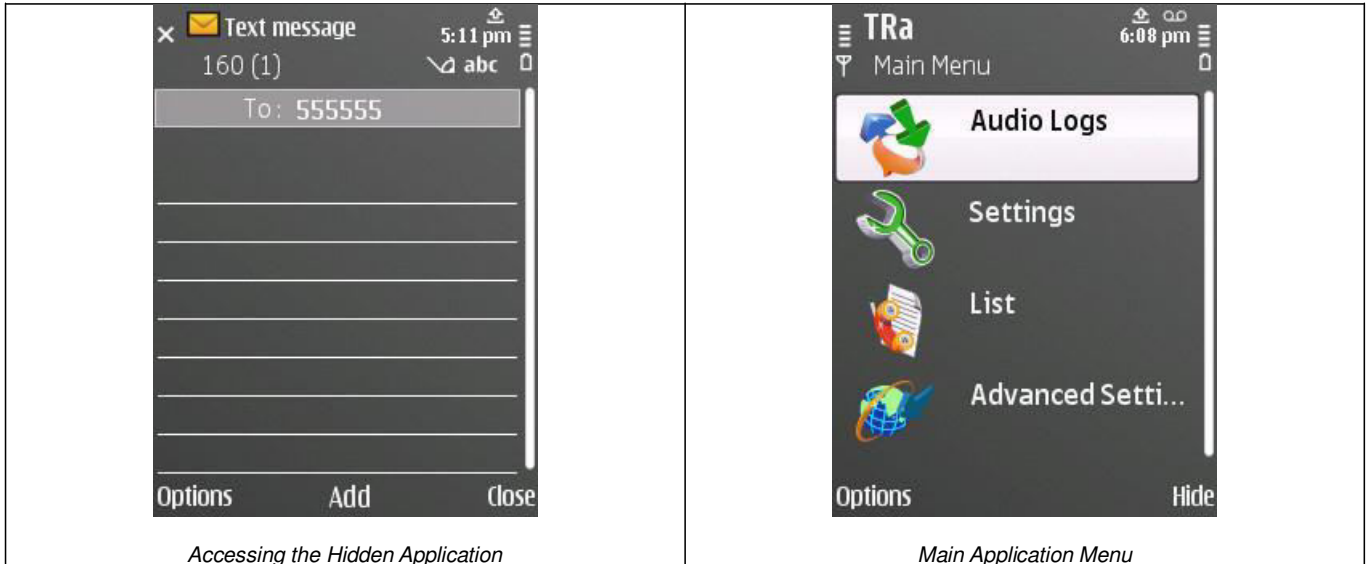 Text message
5:11 pm
160 (1)
abc
To: 555555
Options Add Close
Accessing the Hidden Application
TRa
6:08 pm
Main Menu
Audio Logs
Settings
List
Advanced Setti...
Options Hide
Main Application Menu